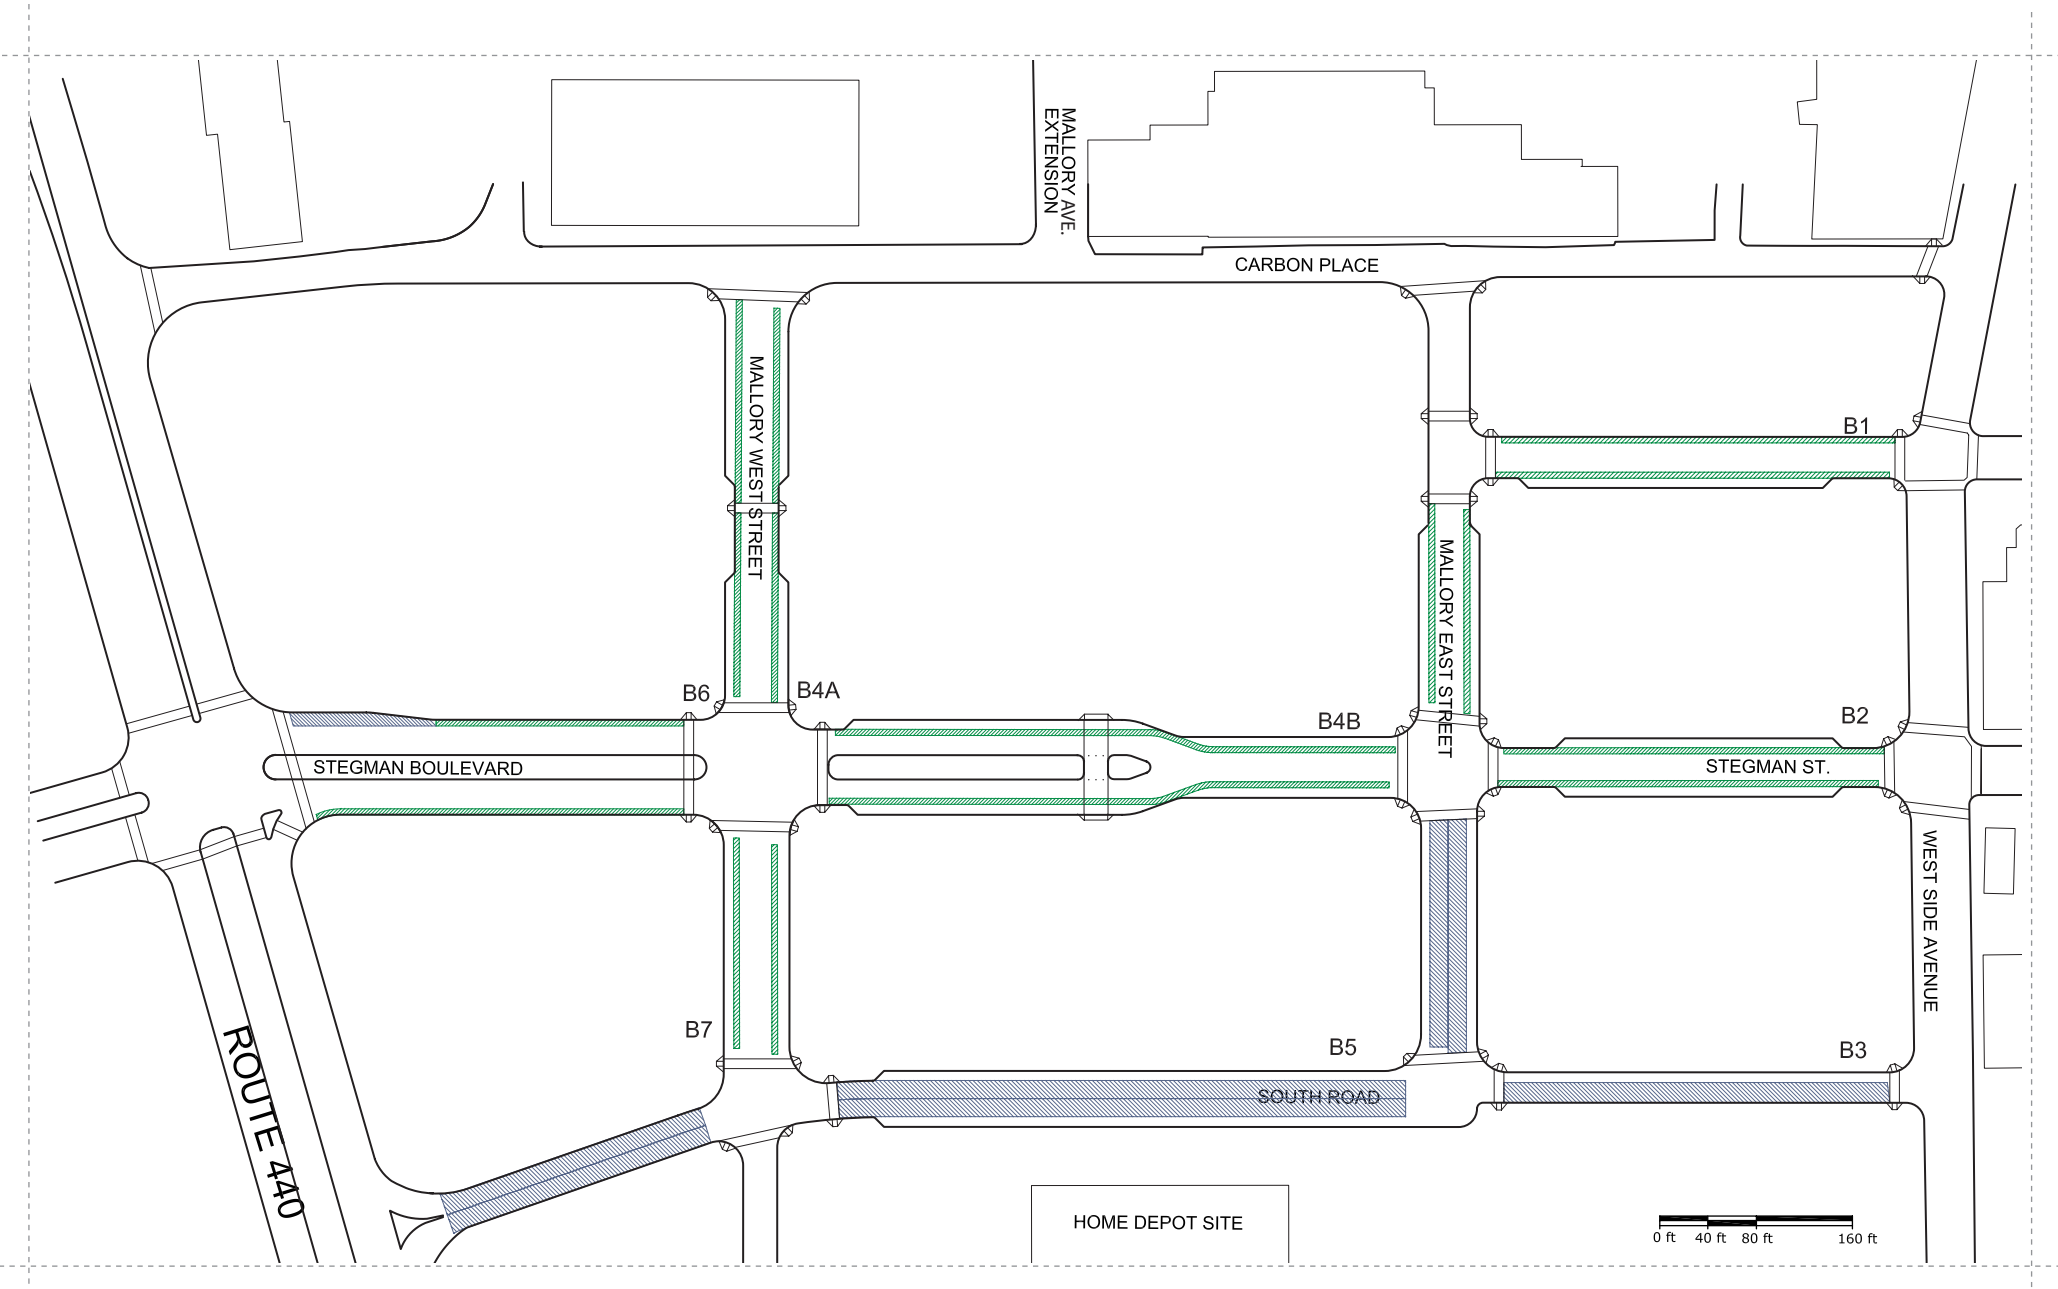 MALLORY AVE.
EXTENSION
CARBON PLACE
MALLORY WEST STREET
B1
MALLORY EAST STREET
B6
B4A
B4B
B2
STEGMAN BOULEVARD
STEGMAN ST.
WEST SIDE AVENUE
ROUTE 440
B7
B5
B3
SOUTH ROAD
HOME DEPOT SITE
0 ft 40 ft 80 ft 160 ft